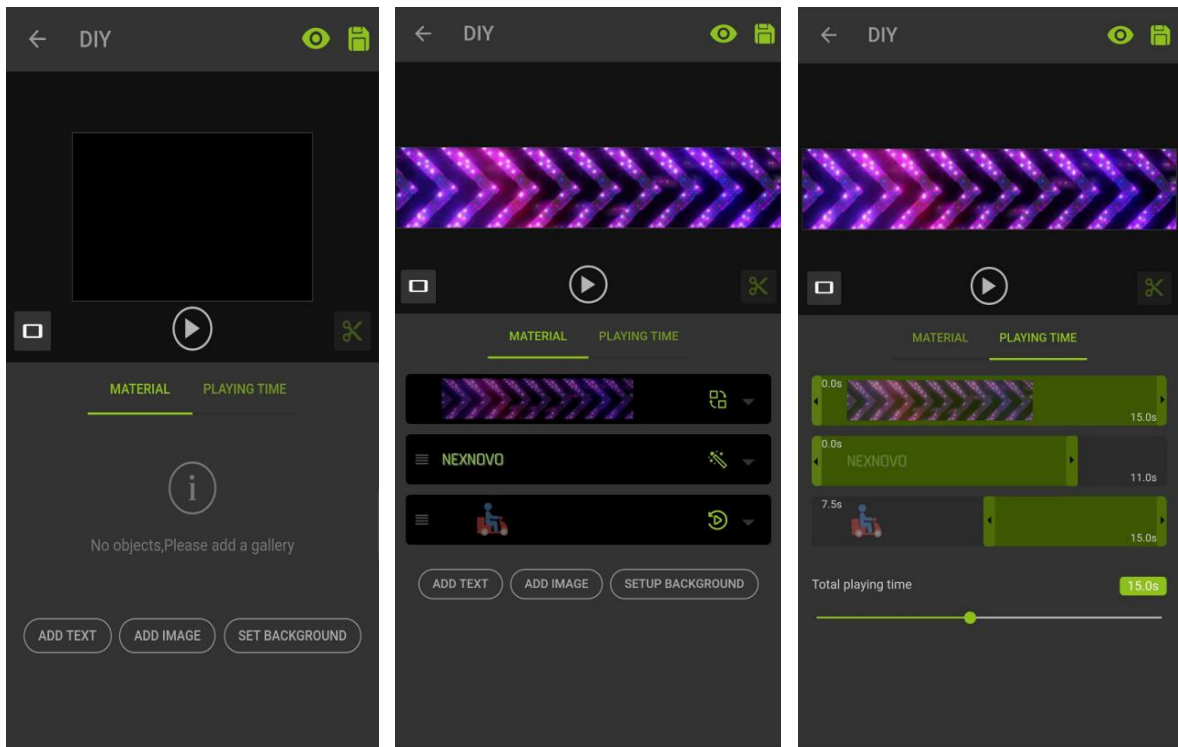 DIY
MATERIAL PLAYING TIME
i
No objects,Please add a gallery
ADD TEXT ADD IMAGE SET BACKGROUND
DIY
MATERIAL PLAYING TIME
NEXNOVO
ADD TEXT ADD IMAGE SETUP BACKGROUND
DIY
MATERIAL PLAYING TIME
0.0s
15.0s
0.0s
NEXNOVO
11.0s
7.5s
15.0s
Total playing time 15.0s